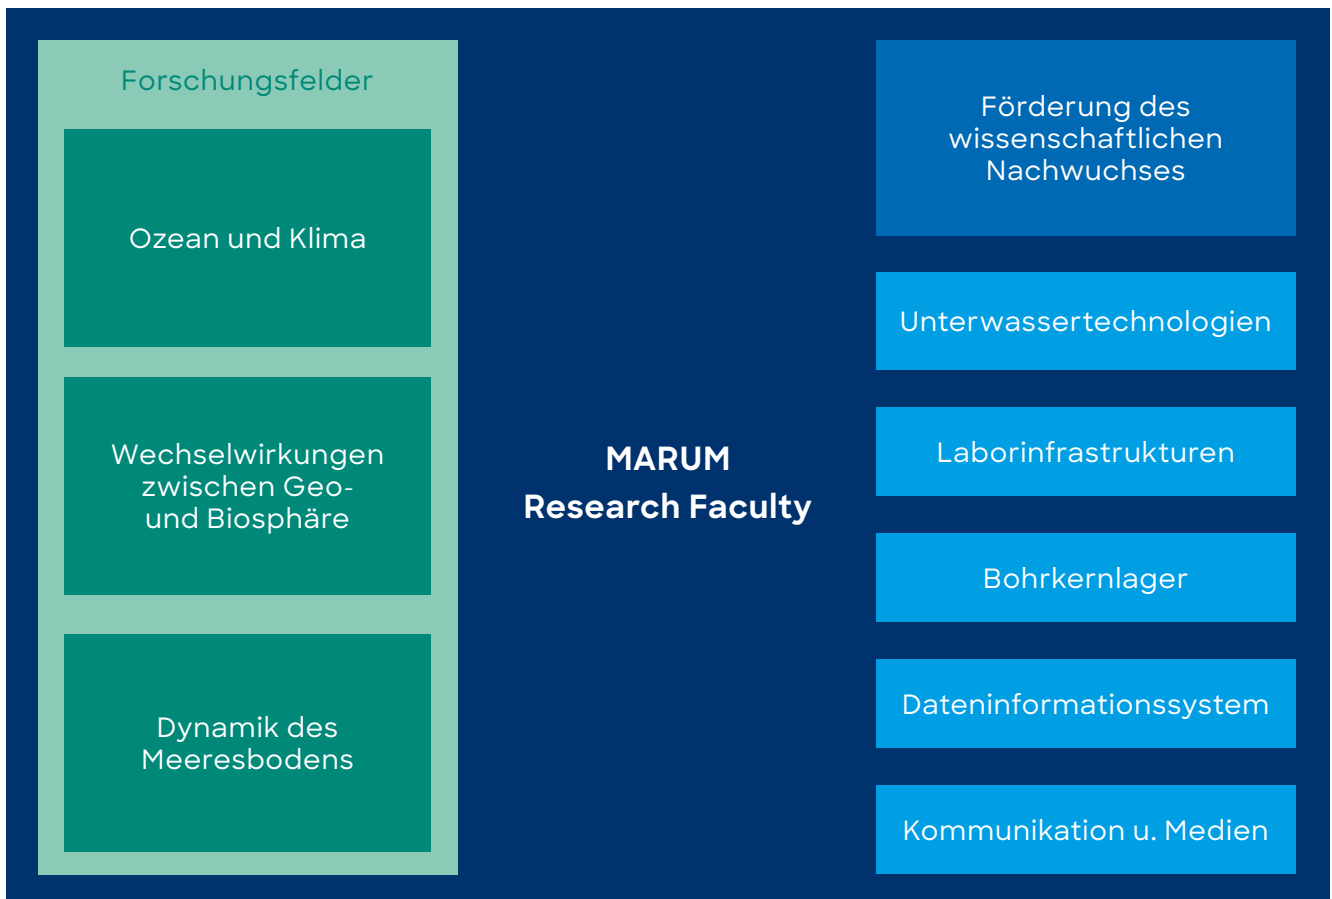 Forschungsfelder
Ozean und Klima
Wechselwirkungen
zwischen Geo-
und Biosphäre
Dynamik des
Meeresbodens
MARUM
Research Faculty
Förderung des
wissenschaftlichen
Nachwuchses
Unterwassertechnologien
Laborinfrastrukturen
Bohrkernlager
Dateninformationssystem
Kommunikation u. Medien